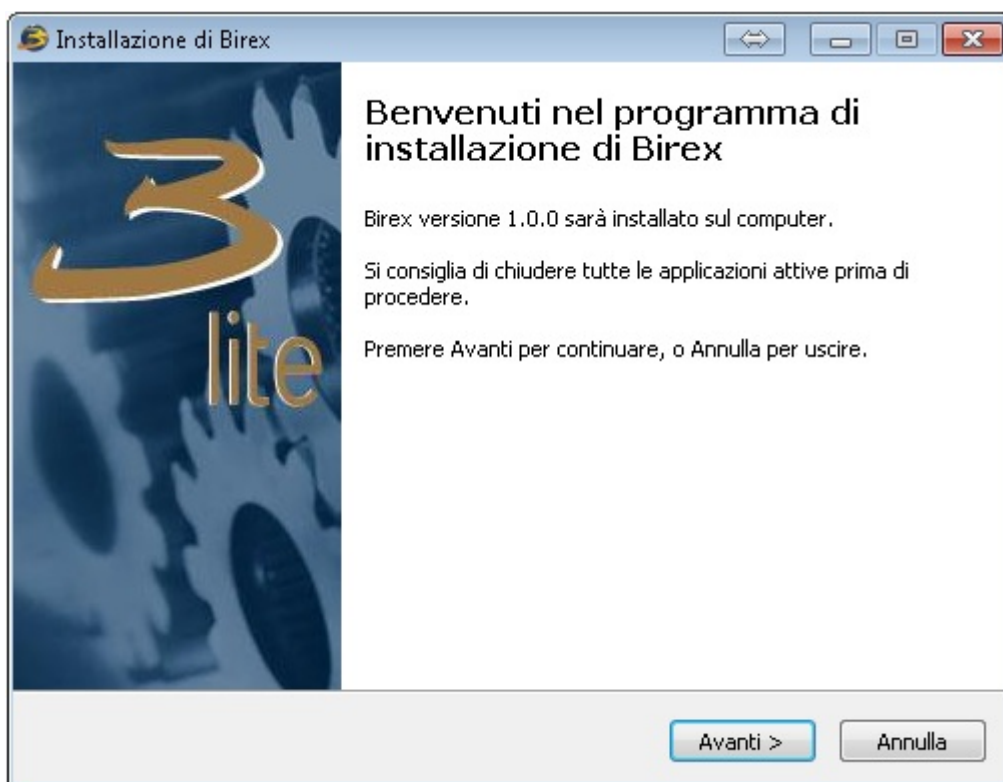 Installazione di Birex
3
lite
Benvenuti nel programma di
installazione di Birex
Birex versione 1.0.0 sarà installato sul computer.
Si consiglia di chiudere tutte le applicazioni attive prima di
procedere.
Premere Avanti per continuare, o Annulla per uscire.
Avanti >
Annulla